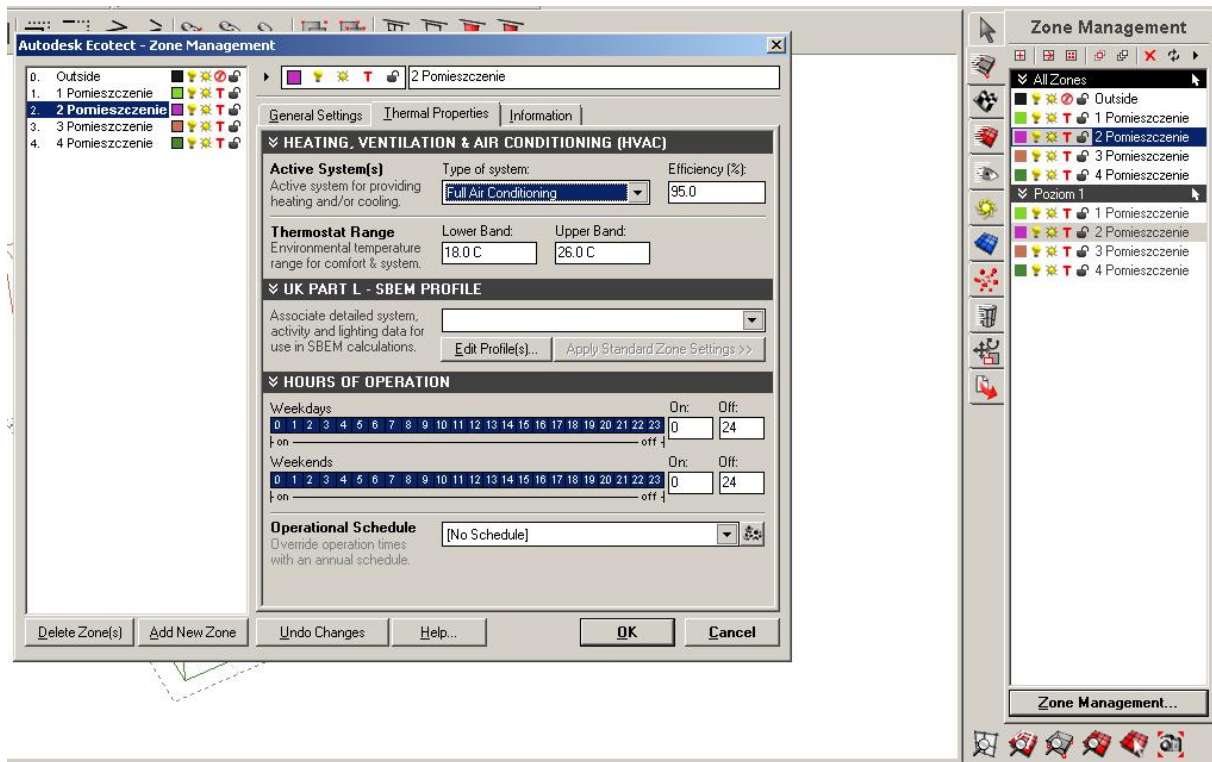 Zone Management
Autodesk Ecotect - Zone Management
0. Outside
1. 1 Pomieszczenie
2. 2 Pomieszczenie
3. 3 Pomieszczenie
4. 4 Pomieszczenie
Delete Zone(s)
Add New Zone
T
2 Pomieszczenie
General Settings
Thermal Properties
Information
HEATING, VENTILATION & AIR CONDITIONING (HVAC)
Active System(s)
Active system for providing
heating and/or cooling.
Type of system:
Full Air Conditioning
Efficiency (%):
95.0
Thermostat Range
Environmental temperature
range for comfort & system.
Lower Band:
18.0 C
Upper Band:
26.0 C
UK PART L - SBEM PROFILE
Associate detailed system,
activity and lighting data for
use in SBEM calculations.
Edit Profile(s)...
Apply Standard Zone Settings >>
HOURS OF OPERATION
Weekdays
On:
Off:
0 1 2 3 4 5 6 7 8 9 10 11 12 13 14 15 16 17 18 19 20 21 22 23
0
24
on
off
Weekends
On:
Off:
0 1 2 3 4 5 6 7 8 9 10 11 12 13 14 15 16 17 18 19 20 21 22 23
0
24
on
off
Operational Schedule
Override operation times
with an annual schedule.
[No Schedule]
Undo Changes
Help...
OK
Cancel
All Zones
Outside
T 1 Pomieszczenie
T 2 Pomieszczenie
T 3 Pomieszczenie
T 4 Pomieszczenie
Poziom 1
T 1 Pomieszczenie
T 2 Pomieszczenie
T 3 Pomieszczenie
T 4 Pomieszczenie
Zone Management...